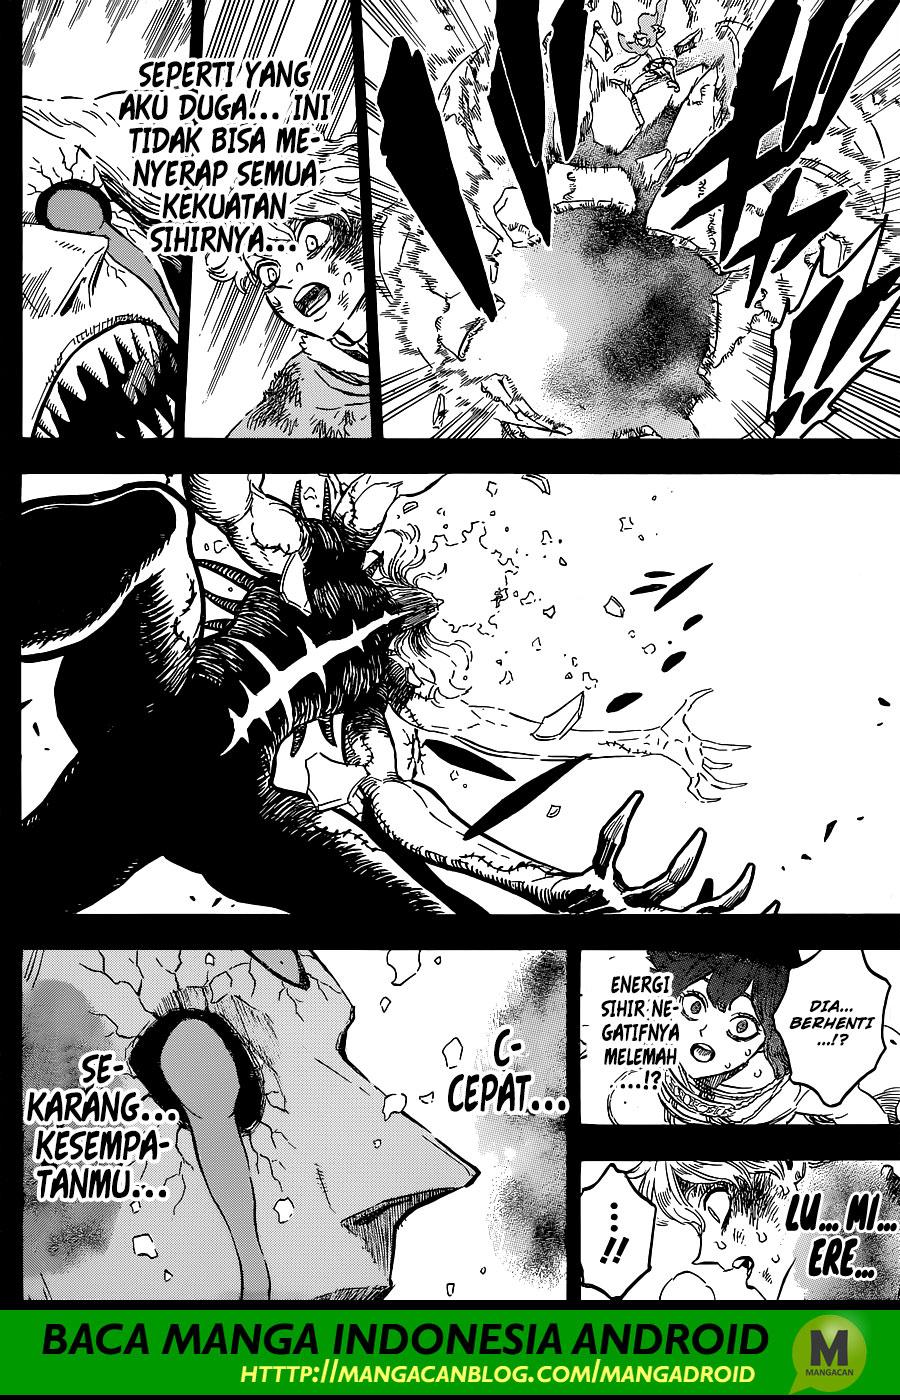 SEPERTI YANG
AKU DUGA... INI
TIDAK BISA ME-
NYERAP SEMUA
KEKUATAN
SIHIRNYA...
DIA...
BERHENTI
...!?
ENERGI
SIHIR NE-
GATIFNYA
MELEMAH
...!?
C-
CEPAT...
SE-
KARANG...
KESEMPA-
TANMU...
LU... MI...
ERE...
...!!
BACA MANGA INDONESIA ANDROID
HTTTP://MANGACANBLOG.COM/MANGADROID
M
MANGACAN